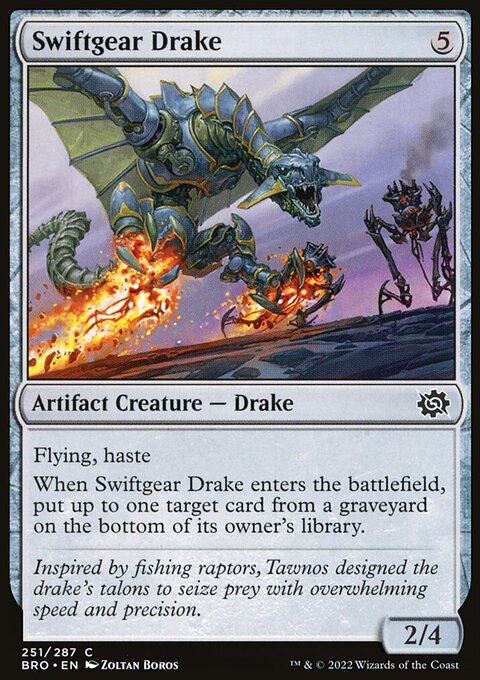 Swiftgear Drake 5
Artifact Creature — Drake
Flying, haste
When Swiftgear Drake enters the battlefield,
put up to one target card from a graveyard
on the bottom of its owner's library.
Inspired by fishing raptors, Tawnos designed the
drake's talons to seize prey with overwhelming
speed and precision.
2/4
251/287 C
BRO • EN Zoltan Boros
™ & © 2022 Wizards of the Coast